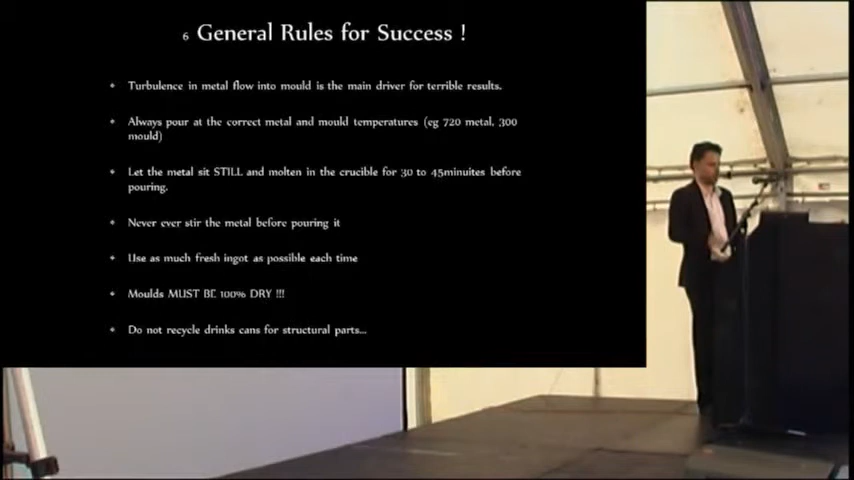 6 General Rules for Success !
Turbulence in metal flow into mould is the main driver for terrible results.
Always pour at the correct metal and mould temperatures (eg 720 metal, 300
mould)
Let the metal sit STILL and molten in the crucible for 30 to 45minuites before
pouring.
Never ever stir the metal before pouring it
Use as much fresh ingot as possible each time
Moulds MUST BE 100% DRY !!!
Do not recycle drinks cans for structural parts...